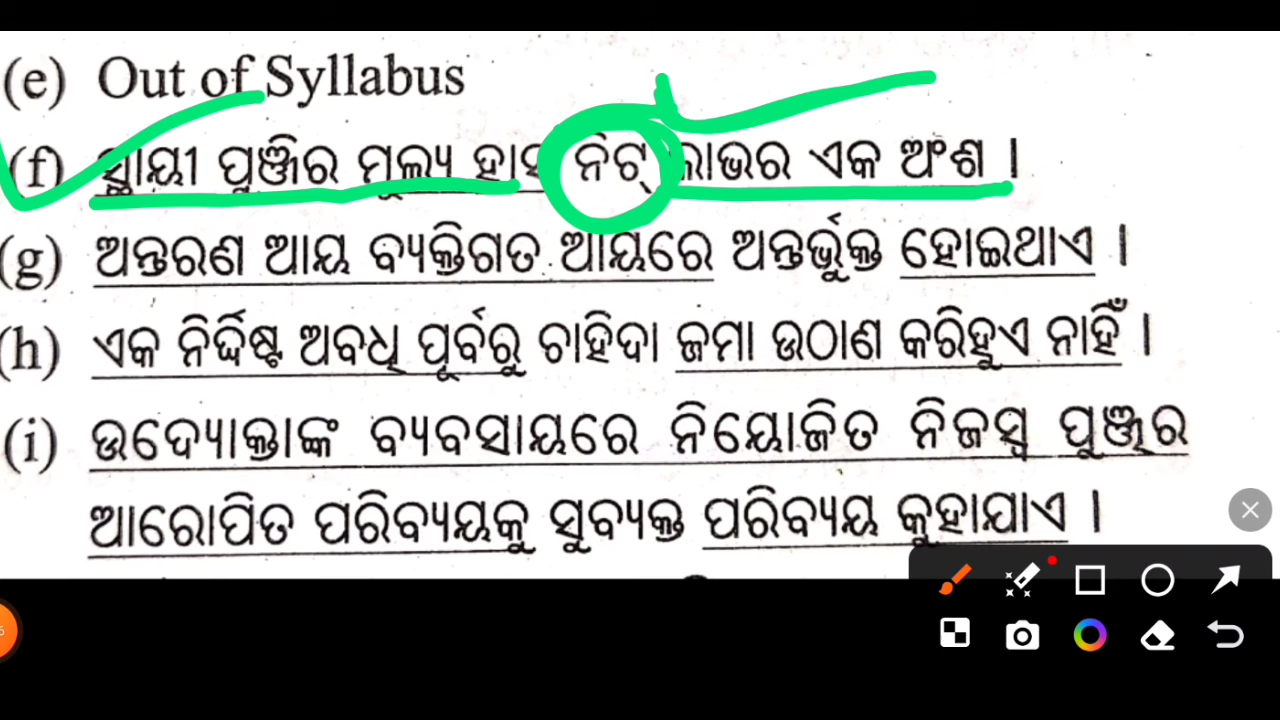 (e) Out of Syllabus
(f) ସ୍ଥାୟୀ ପୁଞ୍ଜିର ମୂଲ୍ୟ ହ୍ରାସ ନିଟ୍ ଲାଭର ଏକ ଅଂଶ ।
(g) ଅନ୍ତରଣ ଆୟ ବ୍ୟକ୍ତିଗତ ଆୟରେ ଅନ୍ତର୍ଭୁକ୍ତ ହୋଇଥାଏ ।
(h) ଏକ ନିର୍ଦ୍ଦିଷ୍ଟ ଅବଧି ପୂର୍ବରୁ ଚାହିଦା ଜମା ଉଠାଣ କରିହୁଏ ନାହିଁ ।
(i) ଉଦ୍ୟୋକ୍ତାଙ୍କ ବ୍ୟବସାୟରେ ନିୟୋଜିତ ନିଜସ୍ୱ ପୁଞ୍ଜିର
ଆରୋପିତ ପରିବ୍ୟୟକୁ ସୁବ୍ୟକ୍ତ ପରିବ୍ୟୟ କୁହାଯାଏ ।